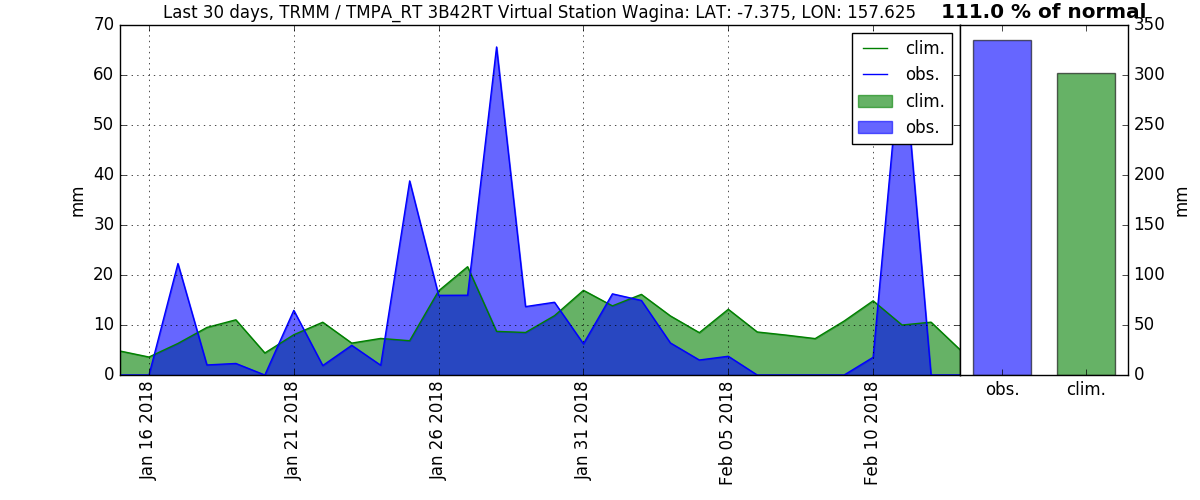 Last 30 days, TRMM / TMPA_RT 3B42RT Virtual Station Wagina: LAT: -7.375, LON: 157.625
111.0 % of normal
70
60
50
40
30
20
10
0
mm
clim.
obs.
clim.
obs.
350
300
250
200
150
100
50
0
mm
Jan 16 2018
Jan 21 2018
Jan 26 2018
Jan 31 2018
Feb 05 2018
Feb 10 2018
obs.
clim.